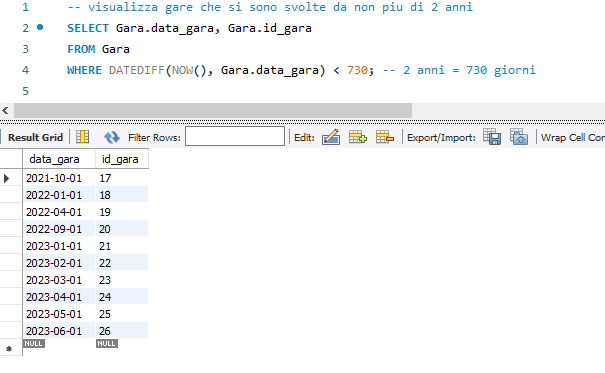 1 -- visualizza gare che si sono svolte da non piu di 2 anni
2 SELECT Gara.data_gara, Gara.id_gara
3 FROM Gara
4 WHERE DATEDIFF(NOW(), Gara.data_gara) < 730; -- 2 anni = 730 giorni
5
Result Grid Filter Rows: Edit: Export/Import: Wrap Cell Con
data_gara id_gara
2021-10-01 17
2022-01-01 18
2022-04-01 19
2022-09-01 20
2023-01-01 21
2023-02-01 22
2023-03-01 23
2023-04-01 24
2023-05-01 25
2023-06-01 26
NULL NULL